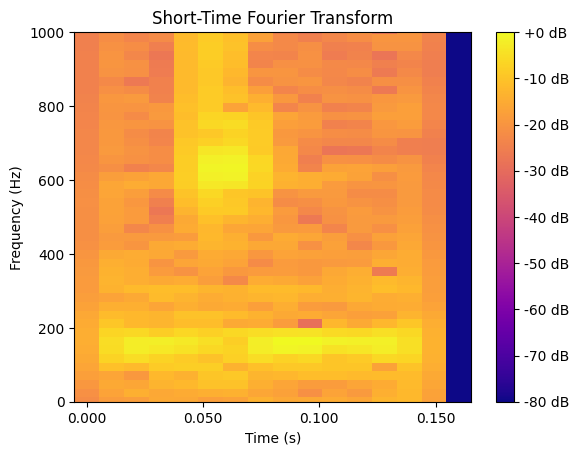 Short-Time Fourier Transform
1000
800
600
400
200
0
Frequency (Hz)
0.000
0.050
0.100
0.150
Time (s)
+0 dB
-10 dB
-20 dB
-30 dB
-40 dB
-50 dB
-60 dB
-70 dB
-80 dB